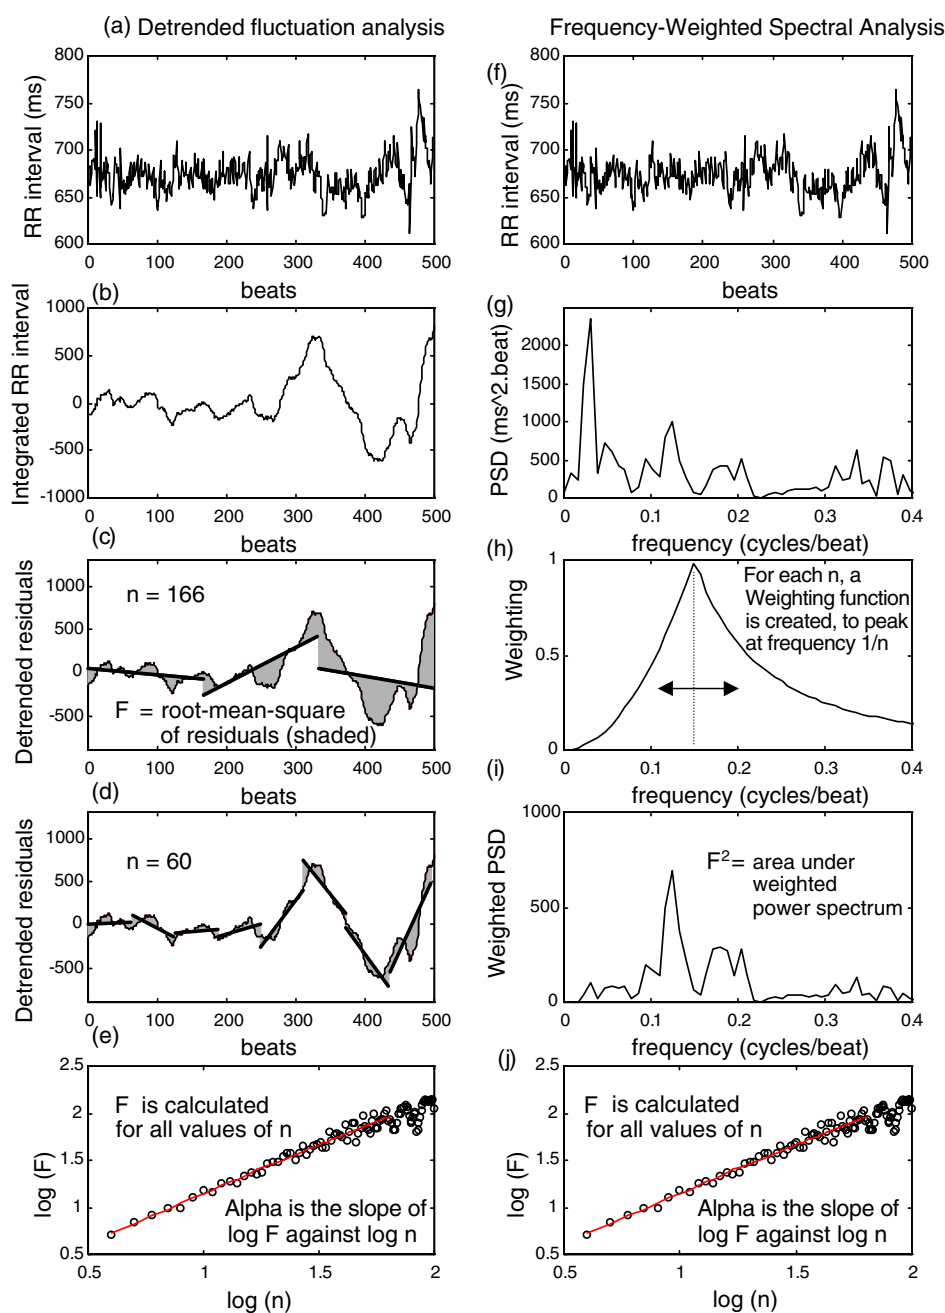 (a) Detrended fluctuation analysis
800
750
700
650
600
RR interval (ms)
0 100 200 300 400 500
beats
(b)
1000
500
0
-500
-1000
Integrated RR interval
0 100 200 300 400 500
beats
(c)
1000
500
0
-500
Detrended residuals
n = 166
F = root-mean-square
of residuals (shaded)
0 100 200 300 400 500
beats
(d)
1000
500
0
-500
Detrended residuals
n = 60
0 100 200 300 400 500
beats
(e)
2.5
2
1.5
1
0.5
log (F)
F is calculated
for all values of n
Alpha is the slope of
log F against log n
0.5 1 1.5 2
log (n)
Frequency-Weighted Spectral Analysis
(f)
800
750
700
650
600
RR interval (ms)
0 100 200 300 400 500
beats
(g)
2000
1500
1000
500
0
PSD (ms^2.beat)
0 0.1 0.2 0.3 0.4
frequency (cycles/beat)
(h)
1
0.5
0
Weighting
For each n, a
Weighting function
is created, to peak
at frequency 1/n
0 0.1 0.2 0.3 0.4
frequency (cycles/beat)
(i)
1000
500
0
Weighted PSD
F²= area under
weighted
power spectrum
0 0.1 0.2 0.3 0.4
frequency (cycles/beat)
(j)
2.5
2
1.5
1
0.5
log (F)
F is calculated
for all values of n
Alpha is the slope of
log F against log n
0.5 1 1.5 2
log (n)